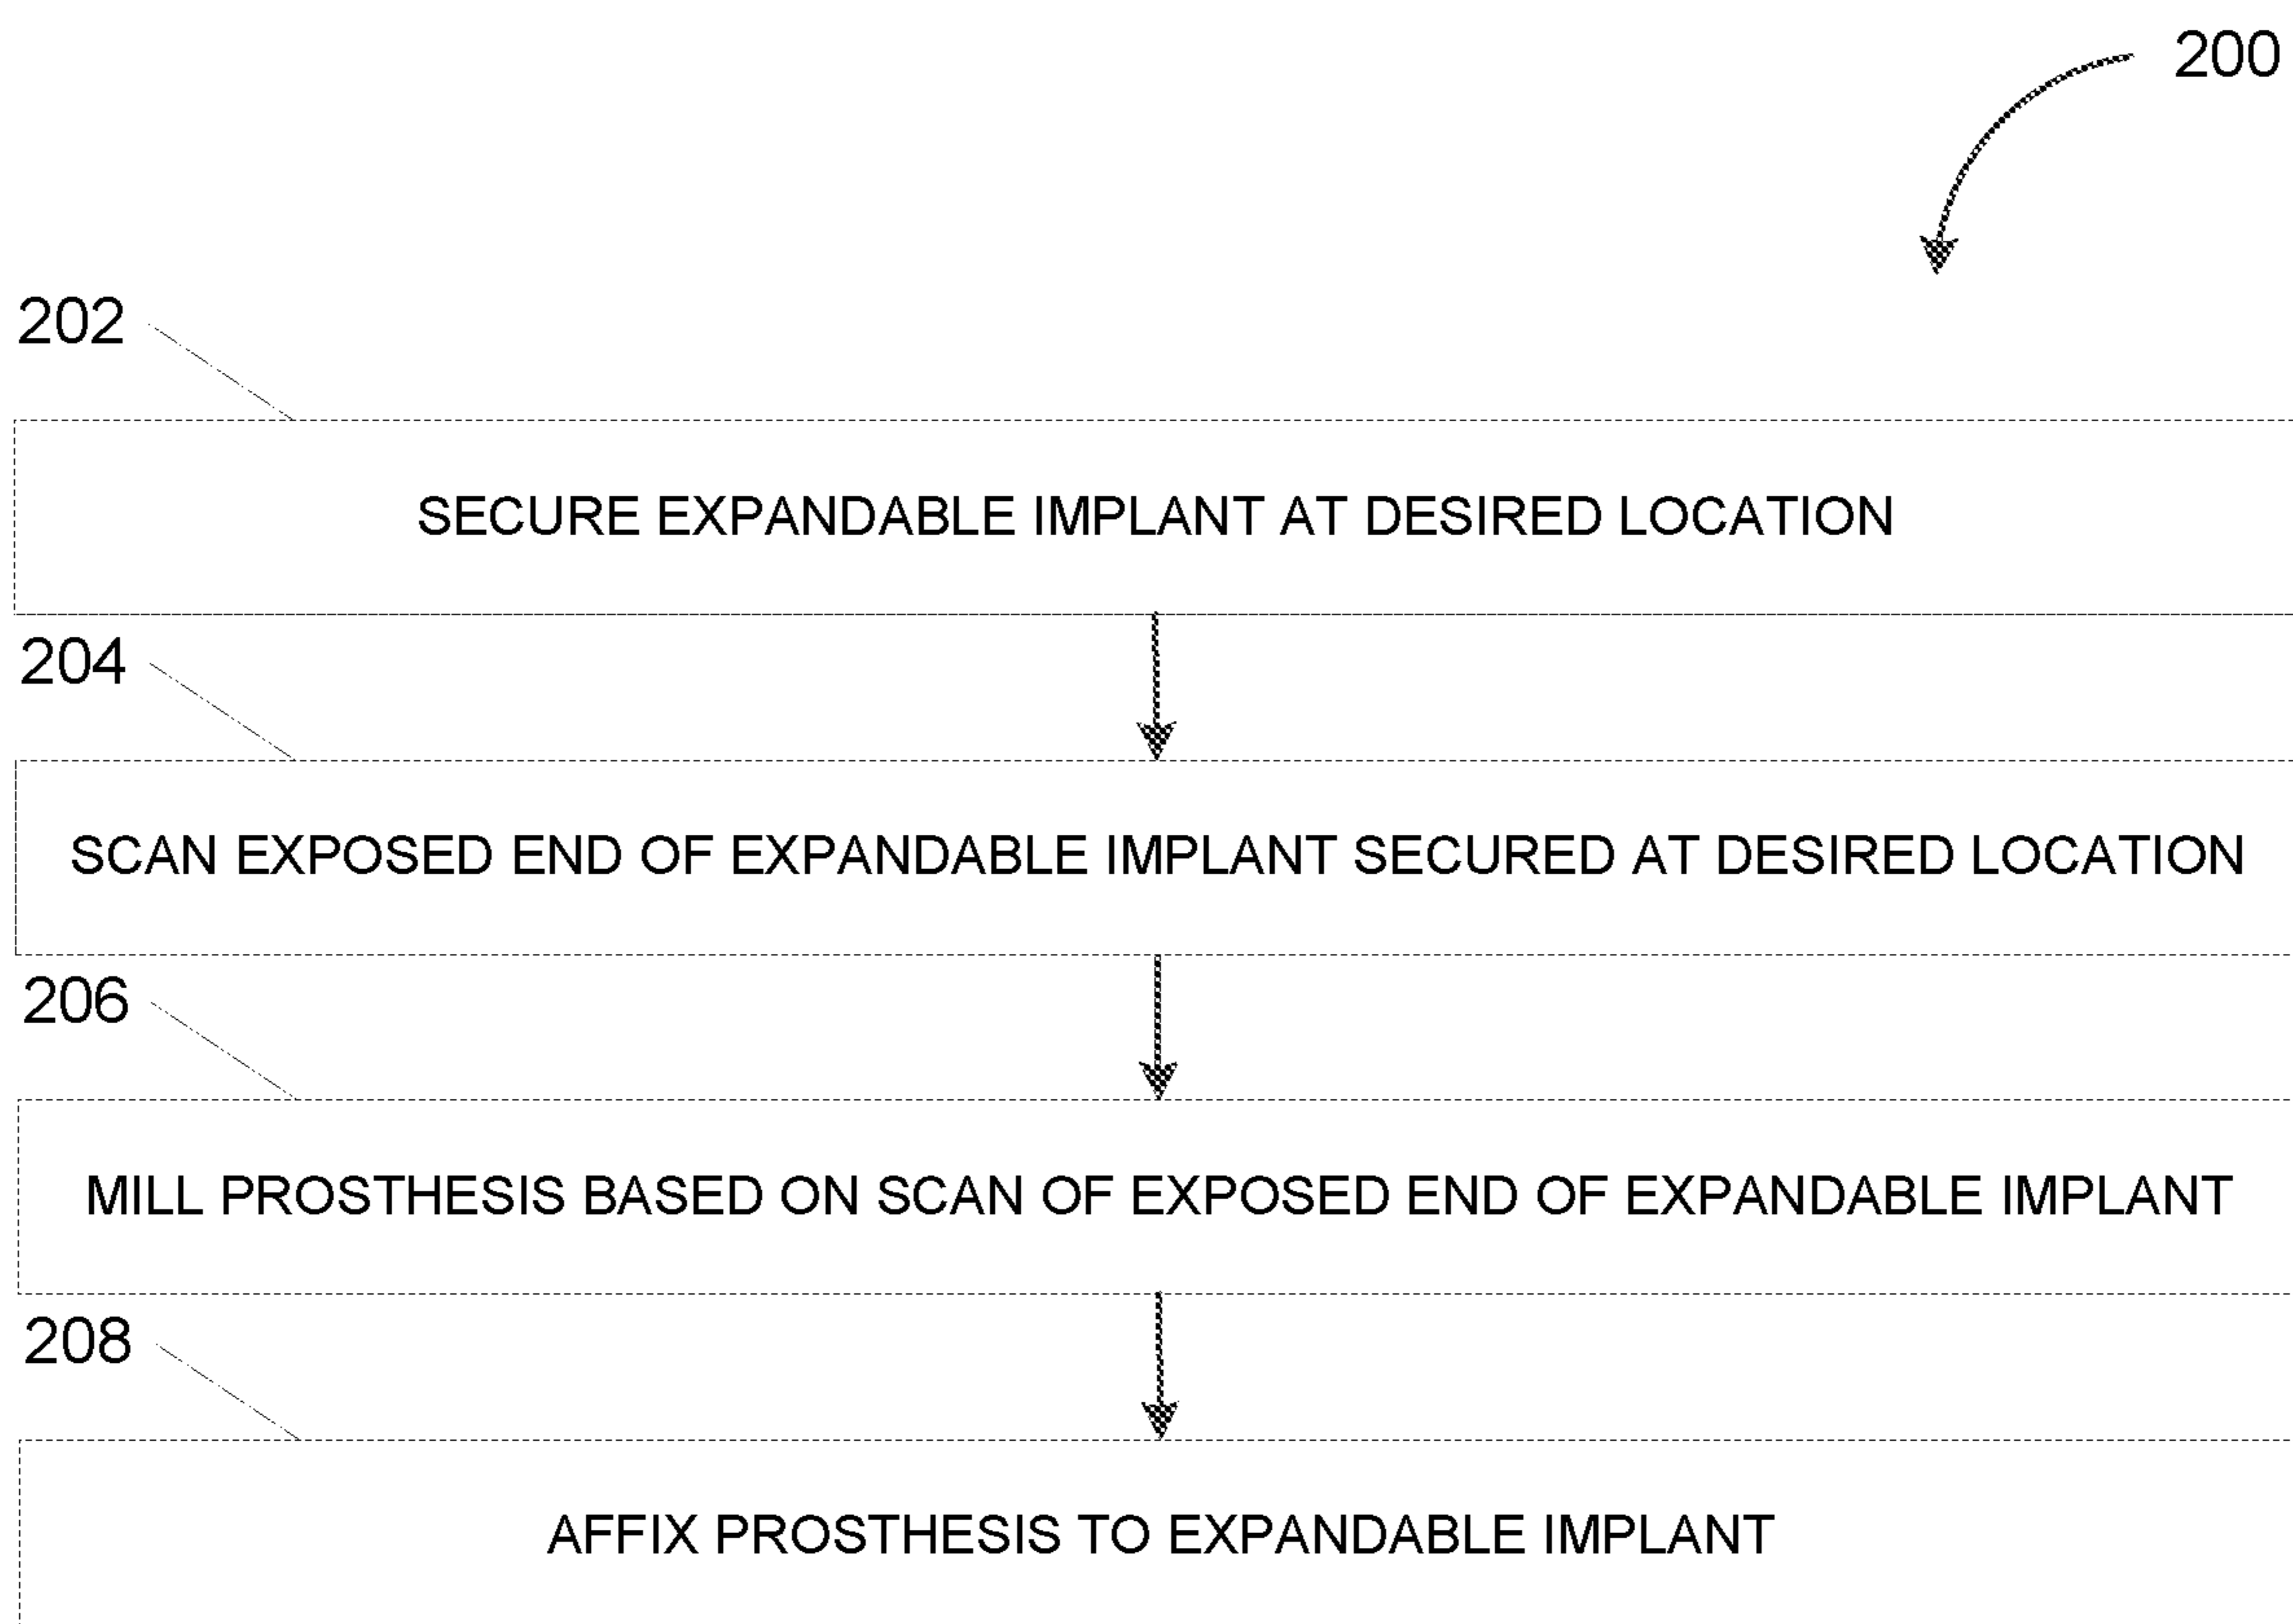 200
202
SECURE EXPANDABLE IMPLANT AT DESIRED LOCATION
204
SCAN EXPOSED END OF EXPANDABLE IMPLANT SECURED AT DESIRED LOCATION
206
MILL PROSTHESIS BASED ON SCAN OF EXPOSED END OF EXPANDABLE IMPLANT
208
AFFIX PROSTHESIS TO EXPANDABLE IMPLANT